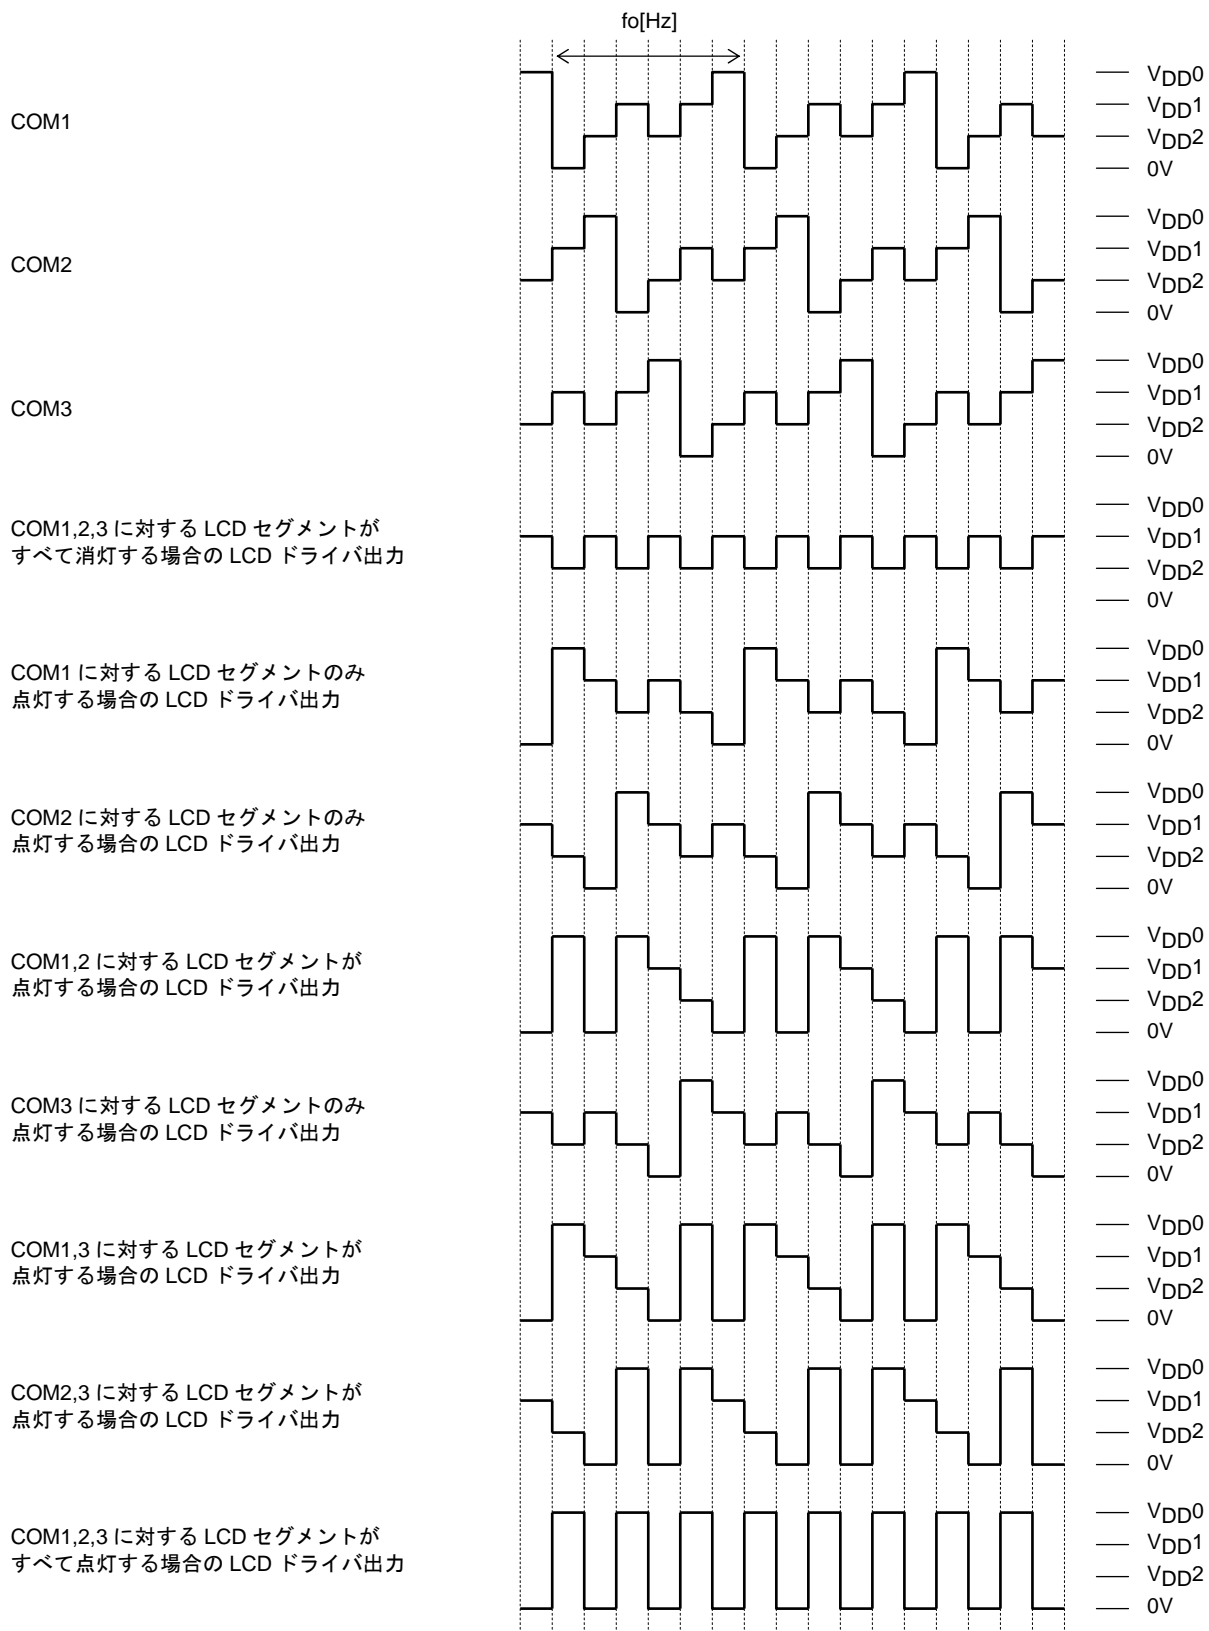 fo[Hz]
COM1
VDD0
VDD1
VDD2
0V
COM2
VDD0
VDD1
VDD2
0V
COM3
VDD0
VDD1
VDD2
0V
COM1,2,3 に対する LCD セグメントが
すべて消灯する場合の LCD ドライバ出力
VDD0
VDD1
VDD2
0V
COM1 に対する LCD セグメントのみ
点灯する場合の LCD ドライバ出力
VDD0
VDD1
VDD2
0V
COM2 に対する LCD セグメントのみ
点灯する場合の LCD ドライバ出力
VDD0
VDD1
VDD2
0V
COM1,2 に対する LCD セグメントが
点灯する場合の LCD ドライバ出力
VDD0
VDD1
VDD2
0V
COM3 に対する LCD セグメントのみ
点灯する場合の LCD ドライバ出力
VDD0
VDD1
VDD2
0V
COM1,3 に対する LCD セグメントが
点灯する場合の LCD ドライバ出力
VDD0
VDD1
VDD2
0V
COM2,3 に対する LCD セグメントが
点灯する場合の LCD ドライバ出力
VDD0
VDD1
VDD2
0V
COM1,2,3 に対する LCD セグメントが
すべて点灯する場合の LCD ドライバ出力
VDD0
VDD1
VDD2
0V